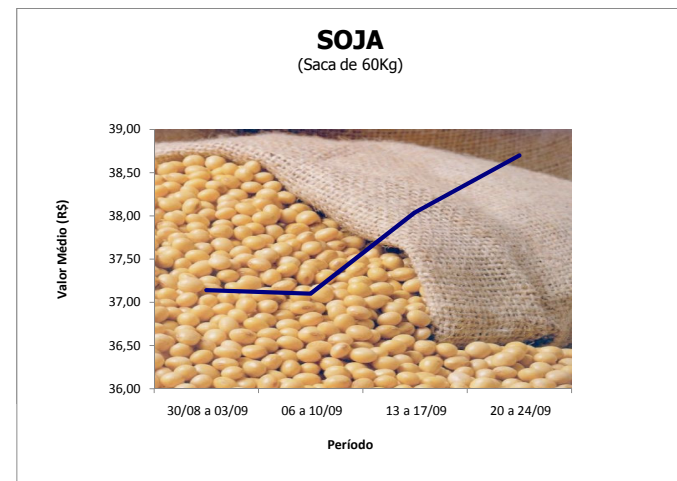 SOJA
(Saca de 60Kg)
39,00
38,50
38,00
37,50
37,00
36,50
36,00
Valor Médio (R$)
30/08 a 03/09 06 a 10/09 13 a 17/09 20 a 24/09
Período